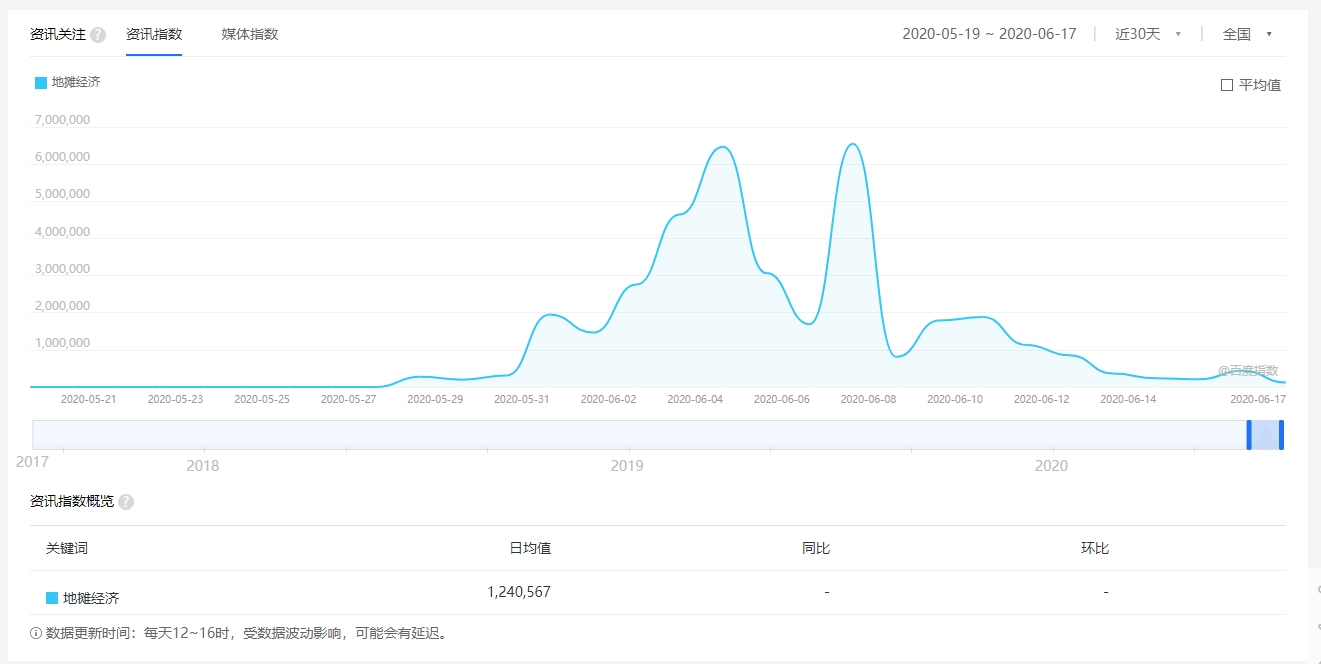 资讯关注 ? 资讯指数 媒体指数 2020-05-19 ~ 2020-06-17 近30天 全国
地摊经济
平均值
7,000,000
6,000,000
5,000,000
4,000,000
3,000,000
2,000,000
1,000,000
@百度指数
2020-05-21 2020-05-23 2020-05-25 2020-05-27 2020-05-29 2020-05-31 2020-06-02 2020-06-04 2020-06-06 2020-06-08 2020-06-10 2020-06-12 2020-06-14 2020-06-17
2017 2018 2019 2020
资讯指数概览 ?
关键词 日均值 同比 环比
地摊经济 1,240,567 - -
数据更新时间：每天12~16时，受数据波动影响，可能会有延迟。